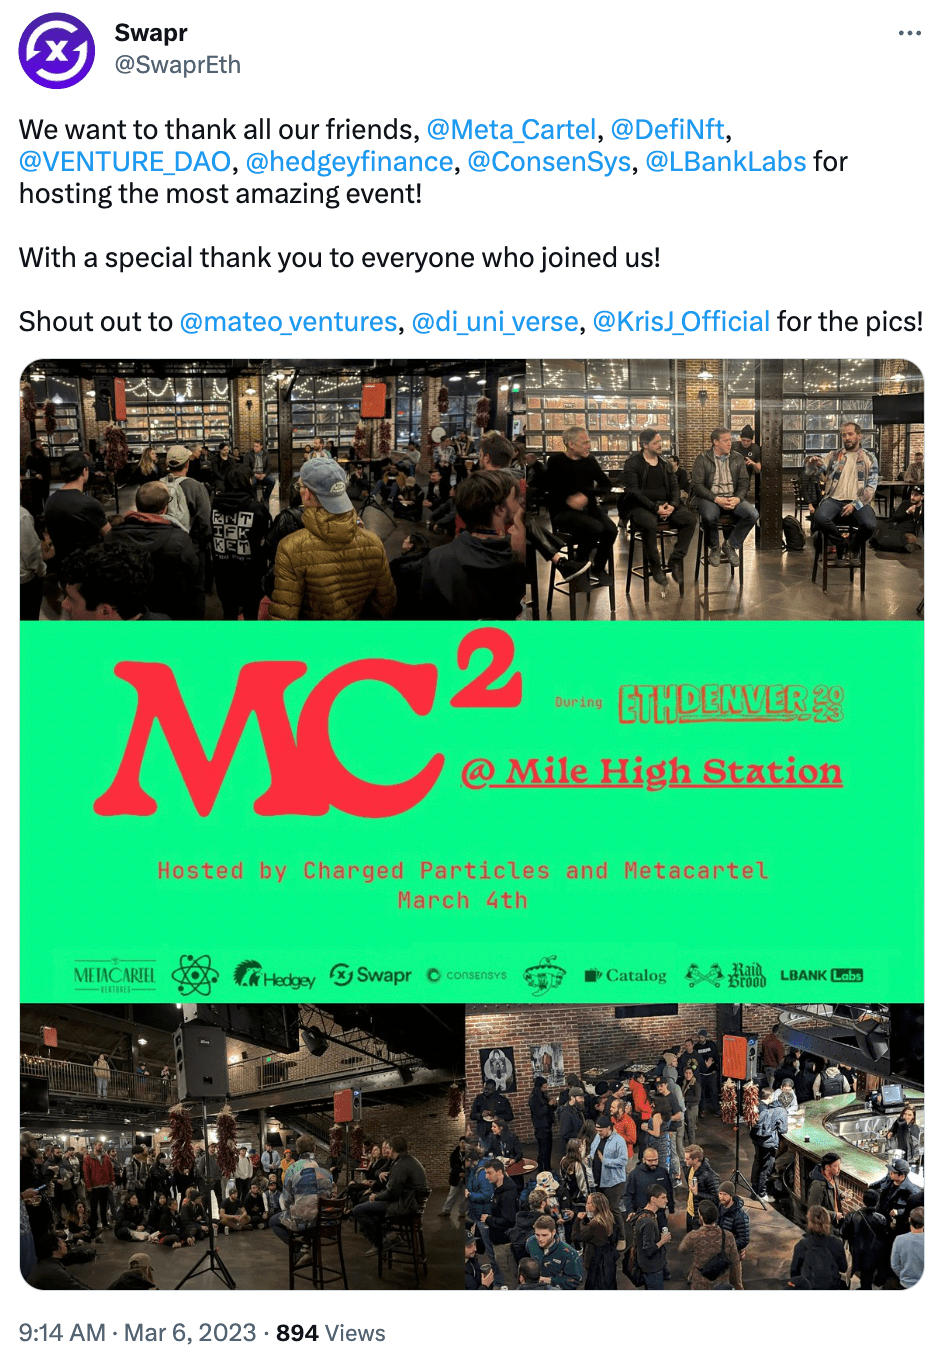 Swapr
@SwaprEth
We want to thank all our friends, @Meta_Cartel, @DefiNft,
@VENTURE_DAO, @hedgeyfinance, @ConsenSys, @LBankLabs for
hosting the most amazing event!
With a special thank you to everyone who joined us!
Shout out to @mateo_ventures, @di_uni_verse, @KrisJ_Official for the pics!
MC²
During ETHDENVER 2023
@ Mile High Station
Hosted by Charged Particles and Metacartel
March 4th
METACARTEL
VENTURES
Hedgey
Swapr
CONSENSYS
Catalog
Raid
Brood
LBANK Labs
9:14 AM · Mar 6, 2023 · 894 Views